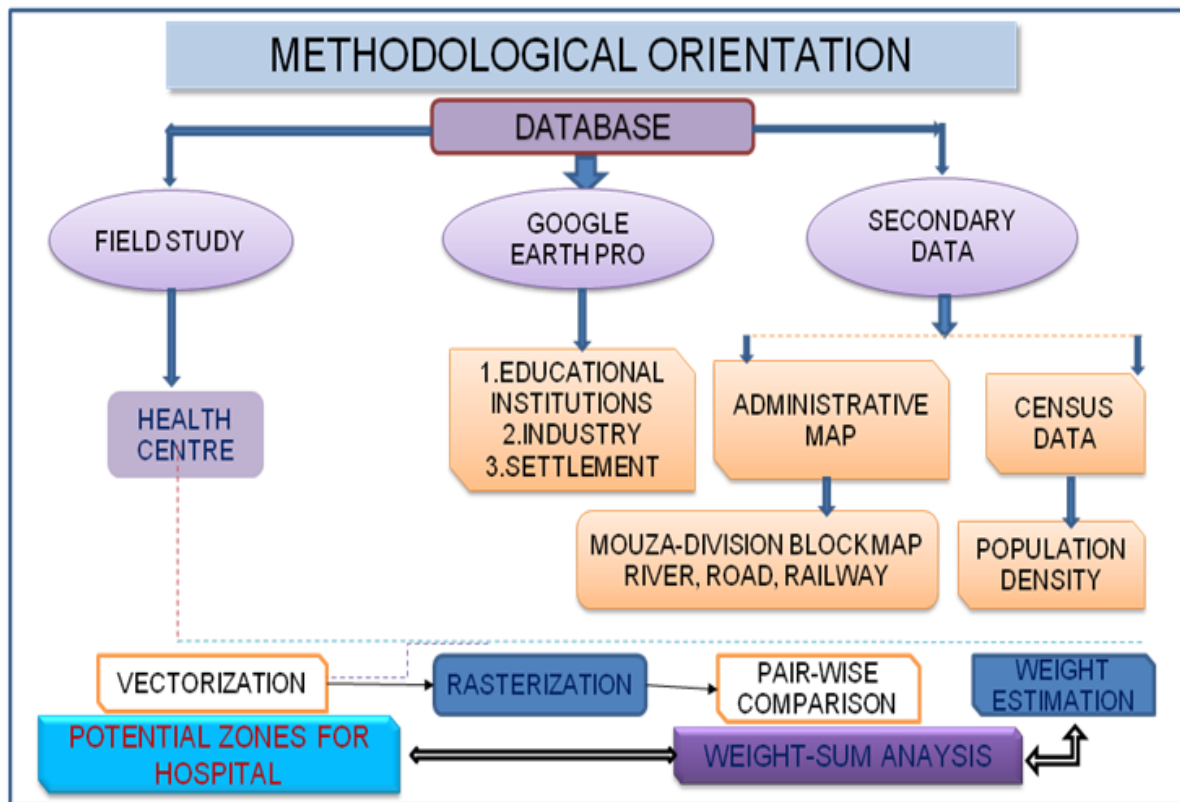 METHODOLOGICAL ORIENTATION
DATABASE
FIELD STUDY
GOOGLE
EARTH PRO
SECONDARY
DATA
HEALTH
CENTRE
1.EDUCATIONAL
INSTITUTIONS
2.INDUSTRY
3.SETTLEMENT
ADMINISTRATIVE
MAP
CENSUS
DATA
MOUZA-DIVISION BLOCK MAP
RIVER, ROAD, RAILWAY
POPULATION
DENSITY
VECTORIZATION
RASTERIZATION
PAIR-WISE
COMPARISON
WEIGHT
ESTIMATION
POTENTIAL ZONES FOR
HOSPITAL
WEIGHT-SUM ANAYSIS